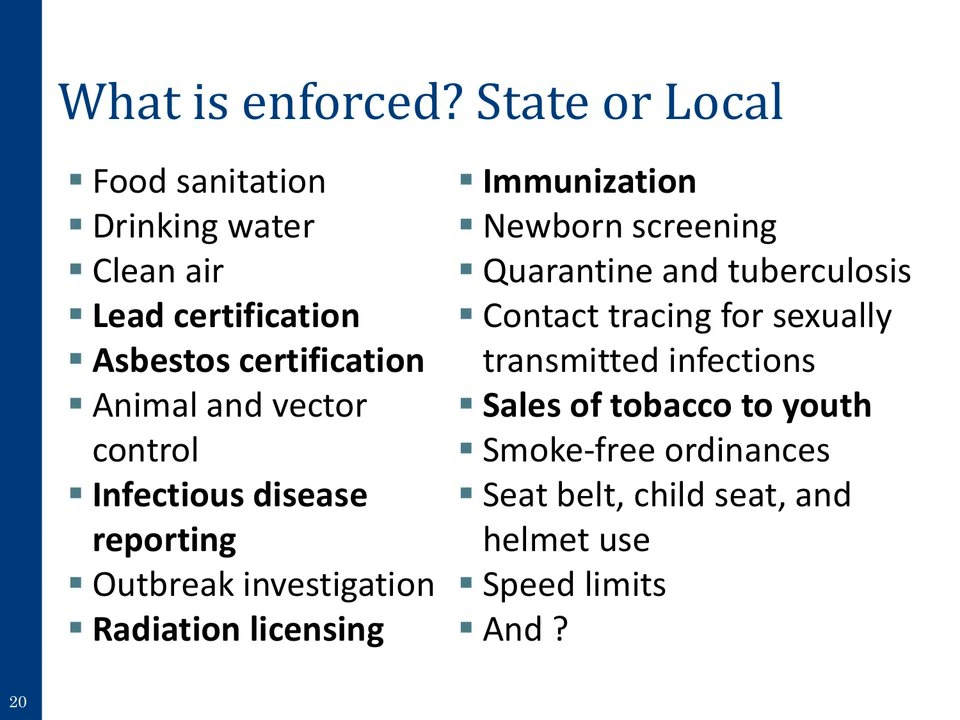 What is enforced? State or Local
▪ Food sanitation
▪ Drinking water
▪ Clean air
▪ Lead certification
▪ Asbestos certification
▪ Animal and vector
control
▪ Infectious disease
reporting
▪ Outbreak investigation
▪ Radiation licensing
▪ Immunization
▪ Newborn screening
▪ Quarantine and tuberculosis
▪ Contact tracing for sexually
transmitted infections
▪ Sales of tobacco to youth
▪ Smoke-free ordinances
▪ Seat belt, child seat, and
helmet use
▪ Speed limits
▪ And ?
20